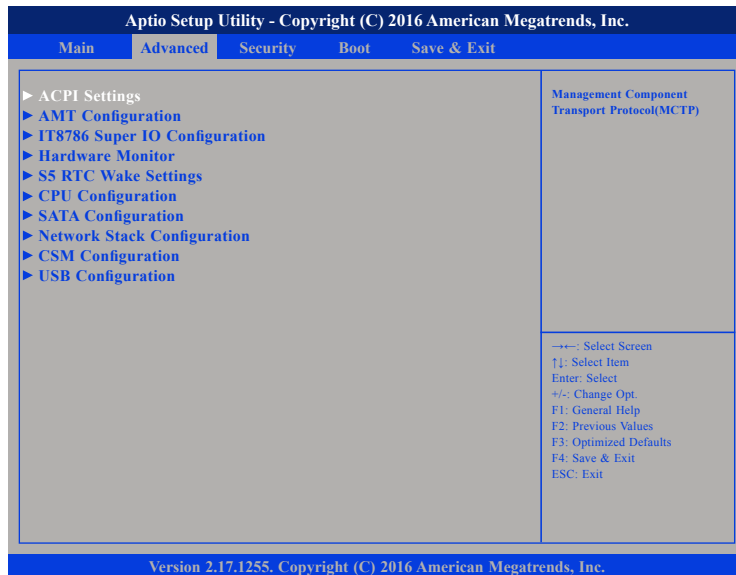 Aptio Setup Utility - Copyright (C) 2016 American Megatrends, Inc.
Main Advanced Security Boot Save & Exit
► ACPI Settings
► AMT Configuration
► IT8786 Super IO Configuration
► Hardware Monitor
► S5 RTC Wake Settings
► CPU Configuration
► SATA Configuration
► Network Stack Configuration
► CSM Configuration
► USB Configuration
Management Component
Transport Protocol(MCTP)
→←: Select Screen
↑↓: Select Item
Enter: Select
+/-: Change Opt.
F1: General Help
F2: Previous Values
F3: Optimized Defaults
F4: Save & Exit
ESC: Exit
Version 2.17.1255. Copyright (C) 2016 American Megatrends, Inc.